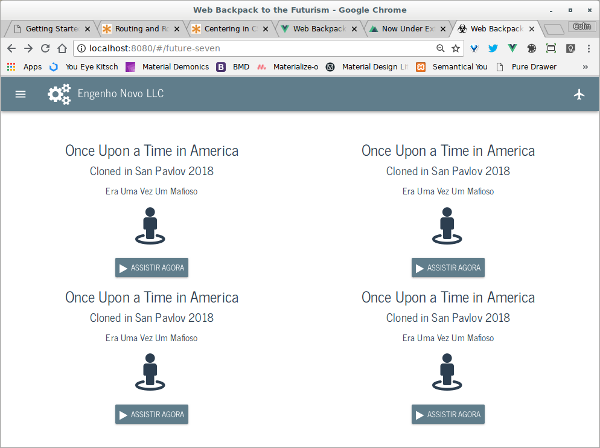 Web Backpack to the Futurism - Google Chrome
Getting Starte
Routing and Ro
Centering in C
Web Backpack
Now Under Ex
Web Backpack
Colin
localhost:8080/#/future-seven
Apps
You Eye Kitsch
Material Demonics
BMD
Materialize-o
Material Design Li
Semantical You
Pure Drawer
Engenho Novo LLC
Once Upon a Time in America
Cloned in San Pavlov 2018
Era Uma Vez Um Mafioso
ASSISTIR AGORA
Once Upon a Time in America
Cloned in San Pavlov 2018
Era Uma Vez Um Mafioso
ASSISTIR AGORA
Once Upon a Time in America
Cloned in San Pavlov 2018
Era Uma Vez Um Mafioso
ASSISTIR AGORA
Once Upon a Time in America
Cloned in San Pavlov 2018
Era Uma Vez Um Mafioso
ASSISTIR AGORA